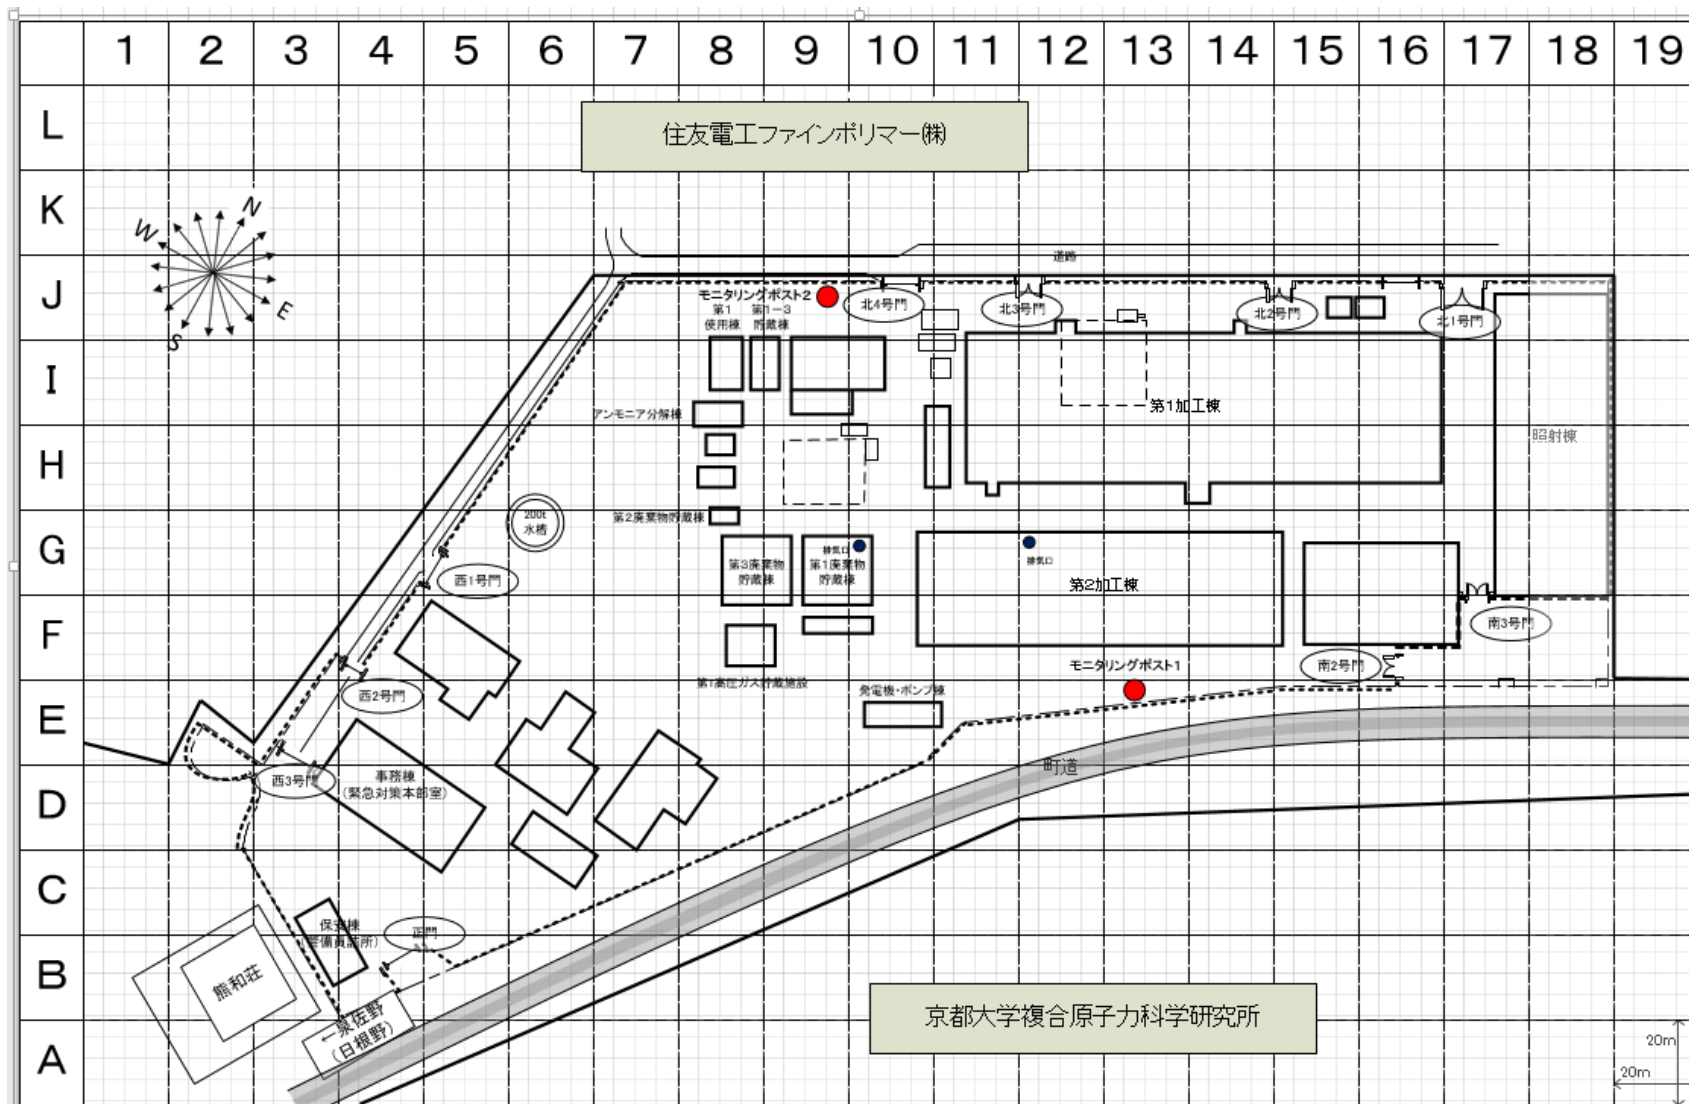 1 2 3 4 5 6 7 8 9 10 11 12 13 14 15 16 17 18 19
L
住友電工ファインポリマー㈱
K
N
W
E
S
道路
J
モニタリングポスト2
第1
使用棟
第1－3
貯蔵棟
北4号門
北3号門
北2号門
北1号門
I
アンモニア分解棟
第1加工棟
照射棟
H
200t
水槽
第2廃棄物貯蔵棟
G
西1号門
第3廃棄物
貯蔵棟
排気口
第1廃棄物
貯蔵棟
排気口
第2加工棟
F
南3号門
南2号門
モニタリングポスト1
西2号門
第1高圧ガス貯蔵施設
発電機・ポンプ棟
E
西3号門
事務棟
(緊急対策本部室)
町道
D
C
保安棟
(警備員詰所)
正門
B
熊和荘
←泉佐野
(日根野)
京都大学複合原子力科学研究所
A
20m
20m